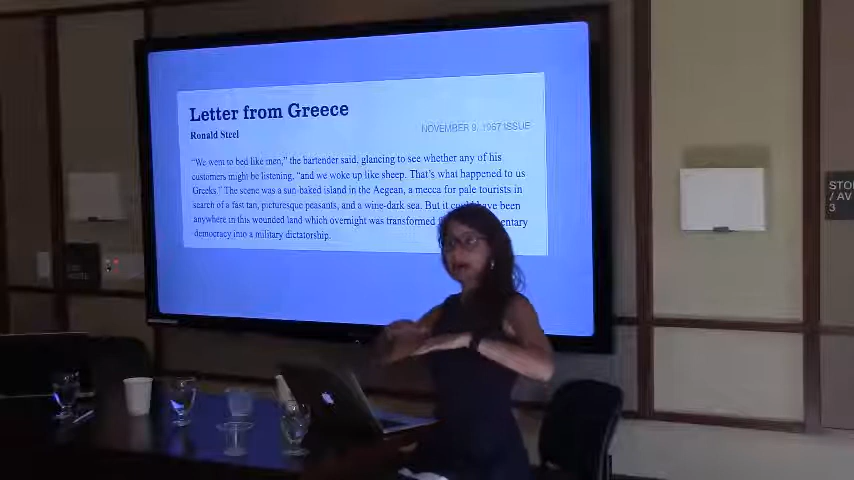 Letter from Greece
Ronald Steel
NOVEMBER 9, 1967 ISSUE
"We went to bed like men," the bartender said, glancing to see whether any of his
customers might be listening, "and we woke up like sheep. That's what happened to us
Greeks." The scene was a sun-baked island in the Aegean, a mecca for pale tourists in
search of a fast tan, picturesque peasants, and a wine-dark sea. But it could have been
anywhere in this wounded land which overnight was transformed
democracy into a military dictatorship.
STO
/ AV
3